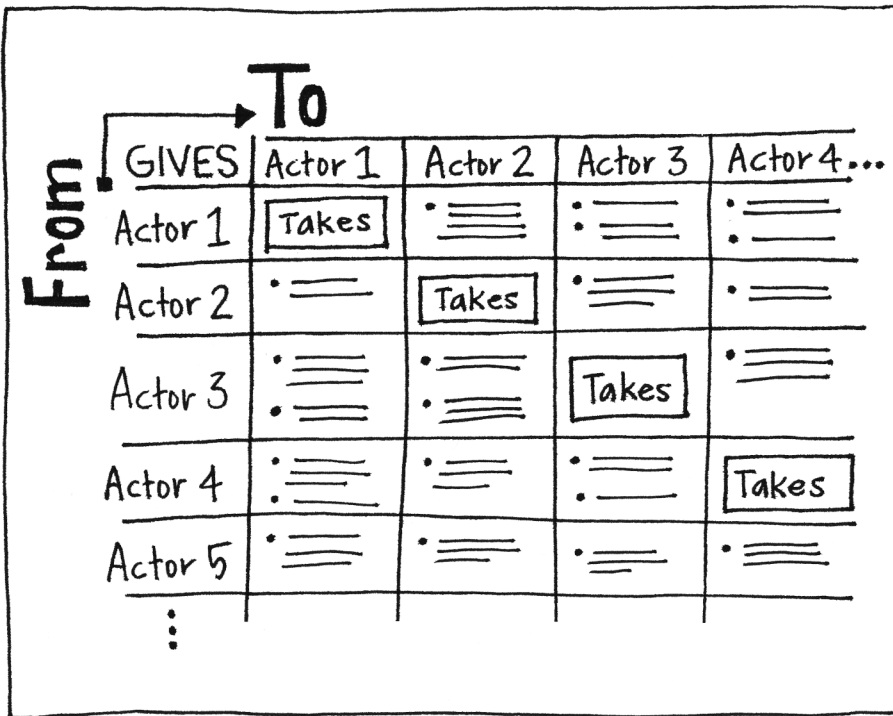 To
From
GIVES Actor 1 Actor 2 Actor 3 Actor 4...
Actor 1 Takes
Actor 2 Takes
Actor 3 Takes
Actor 4 Takes
Actor 5